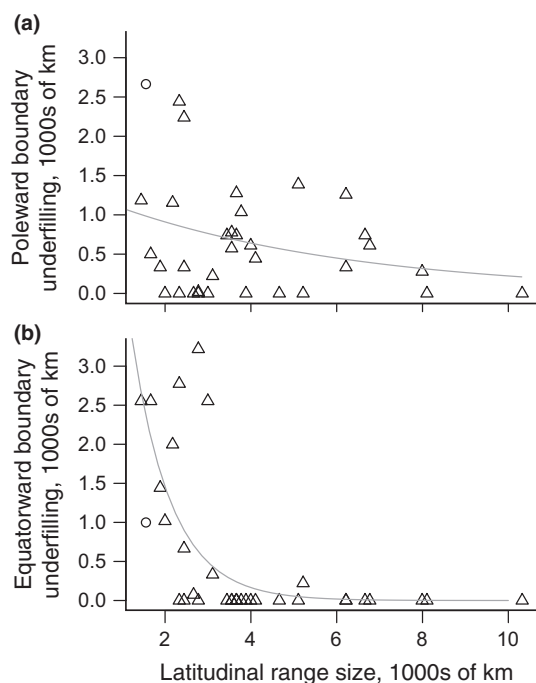 (a)
Poleward boundary
underfilling, 1000s of km
3.0
2.5
2.0
1.5
1.0
0.5
0.0
(b)
Equatorward boundary
underfilling, 1000s of km
3.0
2.5
2.0
1.5
1.0
0.5
0.0
2 4 6 8 10
Latitudinal range size, 1000s of km